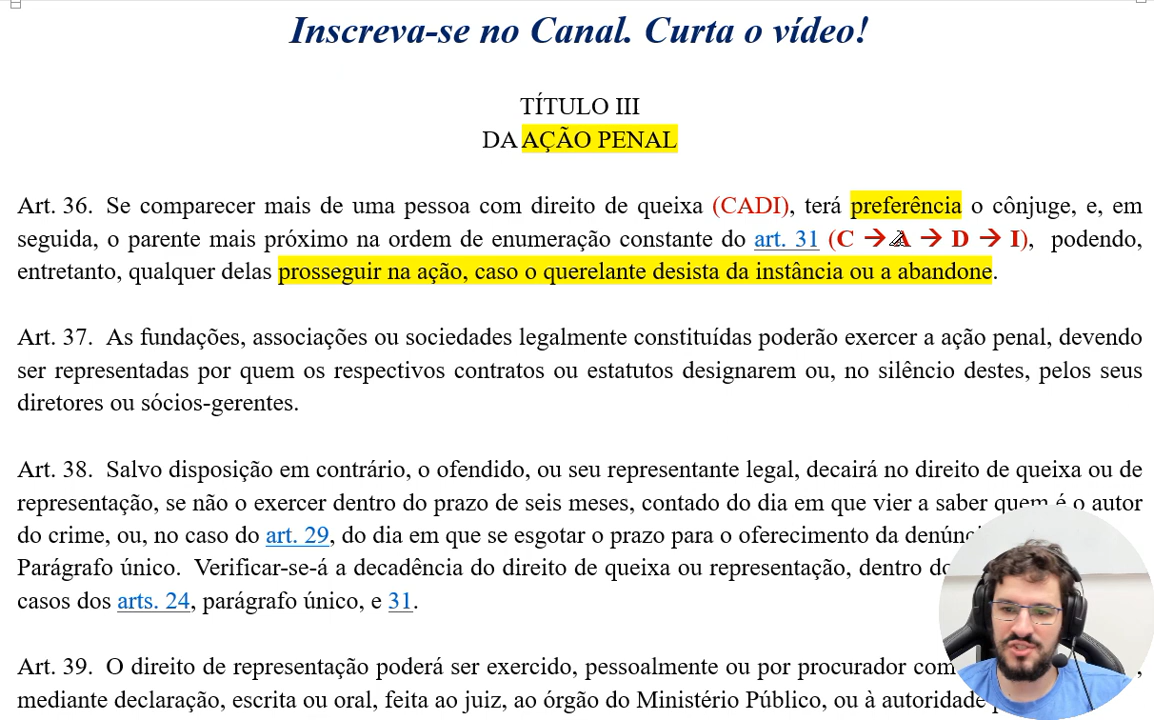 Inscreva-se no Canal. Curta o vídeo!
TÍTULO III
DA AÇÃO PENAL
Art. 36. Se comparecer mais de uma pessoa com direito de queixa (CADI), terá preferência o cônjuge, e, em
seguida, o parente mais próximo na ordem de enumeração constante do art. 31 (C → A → D → I), podendo,
entretanto, qualquer delas prosseguir na ação, caso o querelante desista da instância ou a abandone.
Art. 37. As fundações, associações ou sociedades legalmente constituídas poderão exercer a ação penal, devendo
ser representadas por quem os respectivos contratos ou estatutos designarem ou, no silêncio destes, pelos seus
diretores ou sócios-gerentes.
Art. 38. Salvo disposição em contrário, o ofendido, ou seu representante legal, decairá no direito de queixa ou de
representação, se não o exercer dentro do prazo de seis meses, contado do dia em que vier a saber quem é o autor
do crime, ou, no caso do art. 29, do dia em que se esgotar o prazo para o oferecimento da
Parágrafo único. Verificar-se-á a decadência do direito de queixa ou representação, dentro
casos dos arts. 24, parágrafo único, e 31.
Art. 39. O direito de representação poderá ser exercido, pessoalmente ou por procurador com
mediante declaração, escrita ou oral, feita ao juiz, ao órgão do Ministério Público, ou à autoridade